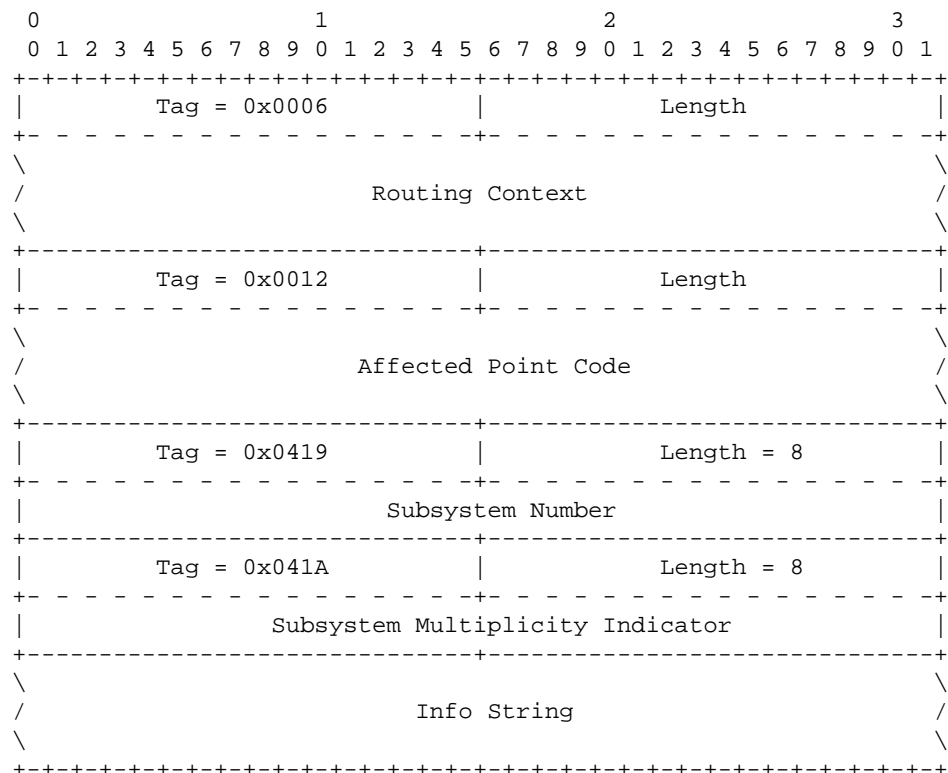 0                   1                   2                   3
 0 1 2 3 4 5 6 7 8 9 0 1 2 3 4 5 6 7 8 9 0 1 2 3 4 5 6 7 8 9 0 1
+-+-+-+-+-+-+-+-+-+-+-+-+-+-+-+-+-+-+-+-+-+-+-+-+-+-+-+-+-+-+-+-+
|         Tag = 0x0006          |            Length             |
+- - - - - - - - - - - - - - - -+- - - - - - - - - - - - - - - -+
\                                                               \
/                        Routing Context                        /
\                                                               \
+-------------------------------+-------------------------------+
|         Tag = 0x0012          |            Length             |
+- - - - - - - - - - - - - - - -+- - - - - - - - - - - - - - - -+
\                                                               \
/                       Affected Point Code                     /
\                                                               \
+-------------------------------+-------------------------------+
|         Tag = 0x0419          |            Length = 8         |
+- - - - - - - - - - - - - - - -+- - - - - - - - - - - - - - - -+
|                         Subsystem Number                      |
+-------------------------------+-------------------------------+
|         Tag = 0x041A          |            Length = 8         |
+- - - - - - - - - - - - - - - -+- - - - - - - - - - - - - - - -+
|                 Subsystem Multiplicity Indicator              |
+-------------------------------+-------------------------------+
\                                                               \
/                           Info String                         /
\                                                               \
+-+-+-+-+-+-+-+-+-+-+-+-+-+-+-+-+-+-+-+-+-+-+-+-+-+-+-+-+-+-+-+-+